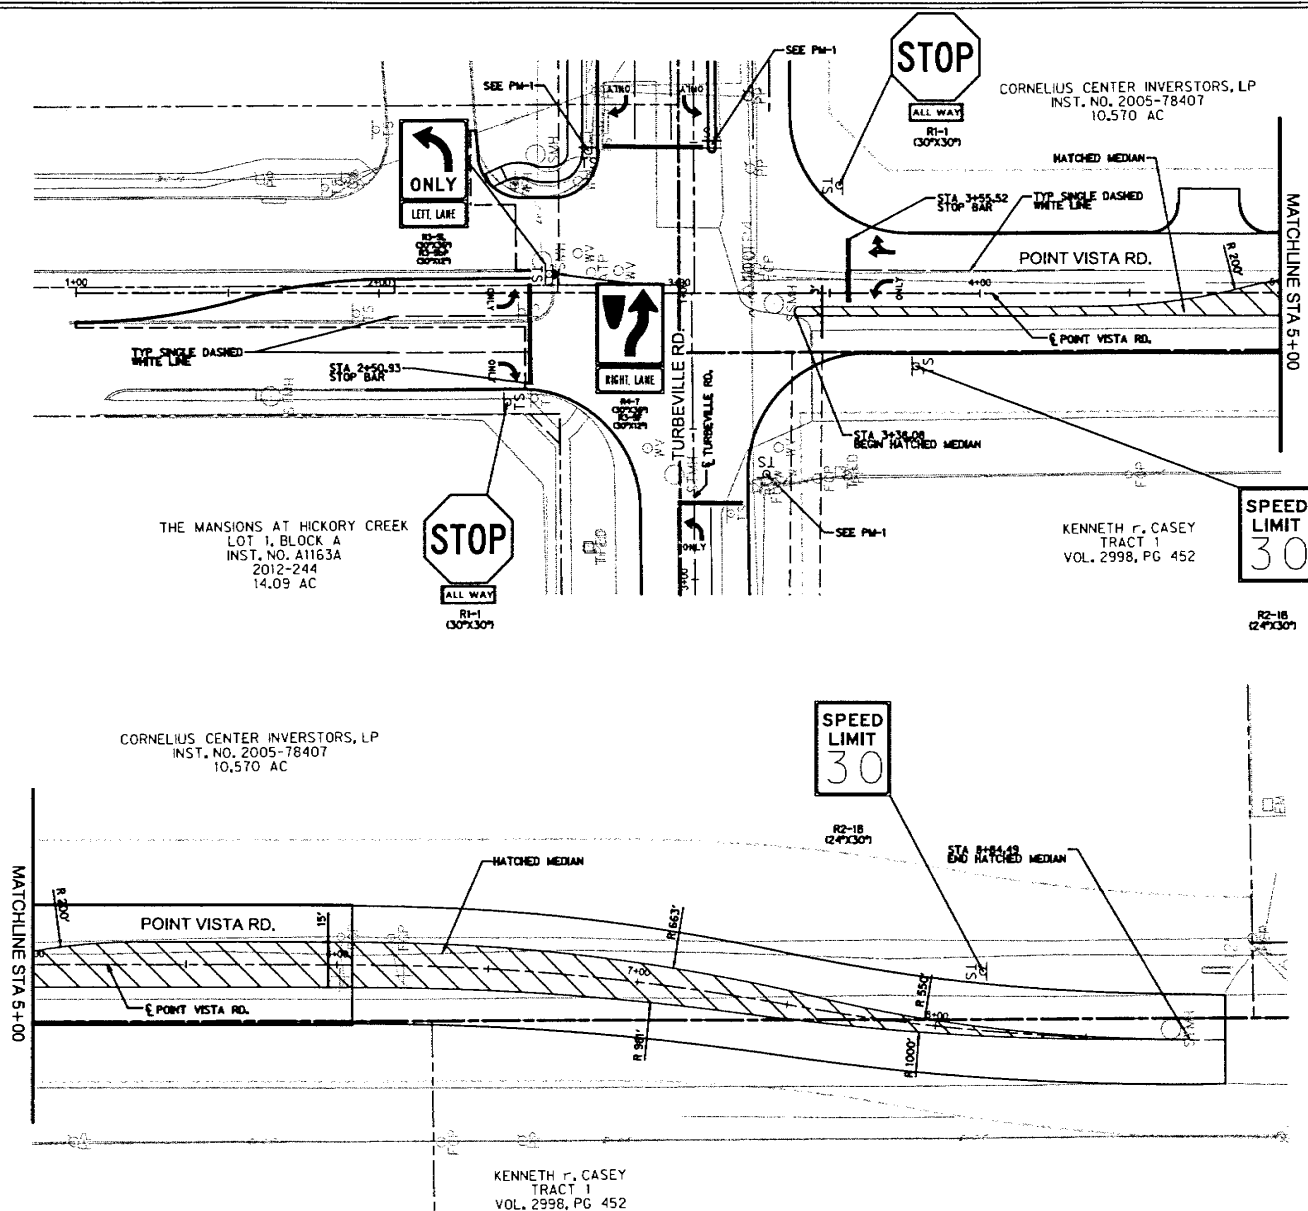 STOP
ALL WAY
R1-1
(30"X30")
SEE PM-1
SEE PM-1
CORNELIUS CENTER INVERSTORS, LP
INST. NO. 2005-78407
10.570 AC
ONLY
ONLY
ONLY
LEFT LANE
HATCHED MEDIAN
STA 3+55.52
STOP BAR
TYP SINGLE DASHED
WHITE LINE
POINT VISTA RD.
R 200'
MATCHLINE STA 5+00
1+00
2+00
3+00
4+00
ONLY
ONLY
ONLY
TYP SINGLE DASHED
WHITE LINE
STA 2+50.93
STOP BAR
RIGHT LANE
R4-7
TURBEVILLE RD.
℄ TURBEVILLE RD.
℄ POINT VISTA RD.
STA 3+38.08
BEGIN HATCHED MEDIAN
SEE PM-1
ONLY
3+00
THE MANSIONS AT HICKORY CREEK
LOT 1, BLOCK A
INST. NO. A1163A
2012-244
14.09 AC
STOP
ALL WAY
R1-1
(30"X30")
KENNETH r. CASEY
TRACT 1
VOL. 2998, PG 452
SPEED
LIMIT
30
R2-1B
(24"X30")
CORNELIUS CENTER INVERSTORS, LP
INST. NO. 2005-78407
10.570 AC
SPEED
LIMIT
30
R2-1B
(24"X30")
STA 8+84.49
END HATCHED MEDIAN
HATCHED MEDIAN
MATCHLINE STA 5+00
R 200'
POINT VISTA RD.
15'
R 663'
7+00
R 550'
8+00
℄ POINT VISTA RD.
R 981'
R 1000'
KENNETH r. CASEY
TRACT 1
VOL. 2998, PG 452